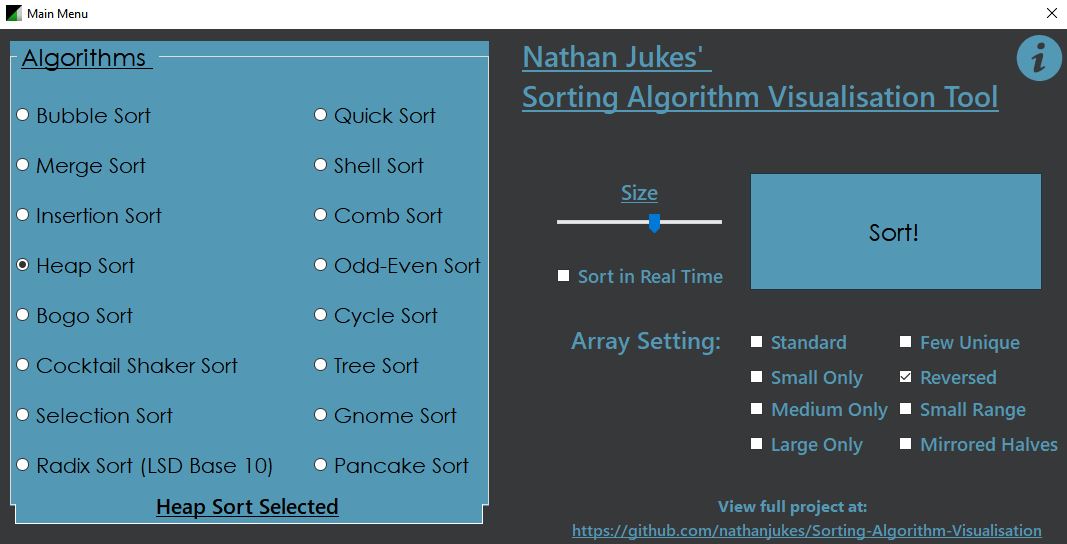 Main Menu
Algorithms
Bubble Sort
Merge Sort
Insertion Sort
Heap Sort
Bogo Sort
Cocktail Shaker Sort
Selection Sort
Radix Sort (LSD Base 10)
Quick Sort
Shell Sort
Comb Sort
Odd-Even Sort
Cycle Sort
Tree Sort
Gnome Sort
Pancake Sort
Heap Sort Selected
Nathan Jukes'
Sorting Algorithm Visualisation Tool
i
Size
Sort in Real Time
Sort!
Array Setting:
Standard
Small Only
Medium Only
Large Only
Few Unique
Reversed
Small Range
Mirrored Halves
View full project at:
https://github.com/nathanjukes/Sorting-Algorithm-Visualisation